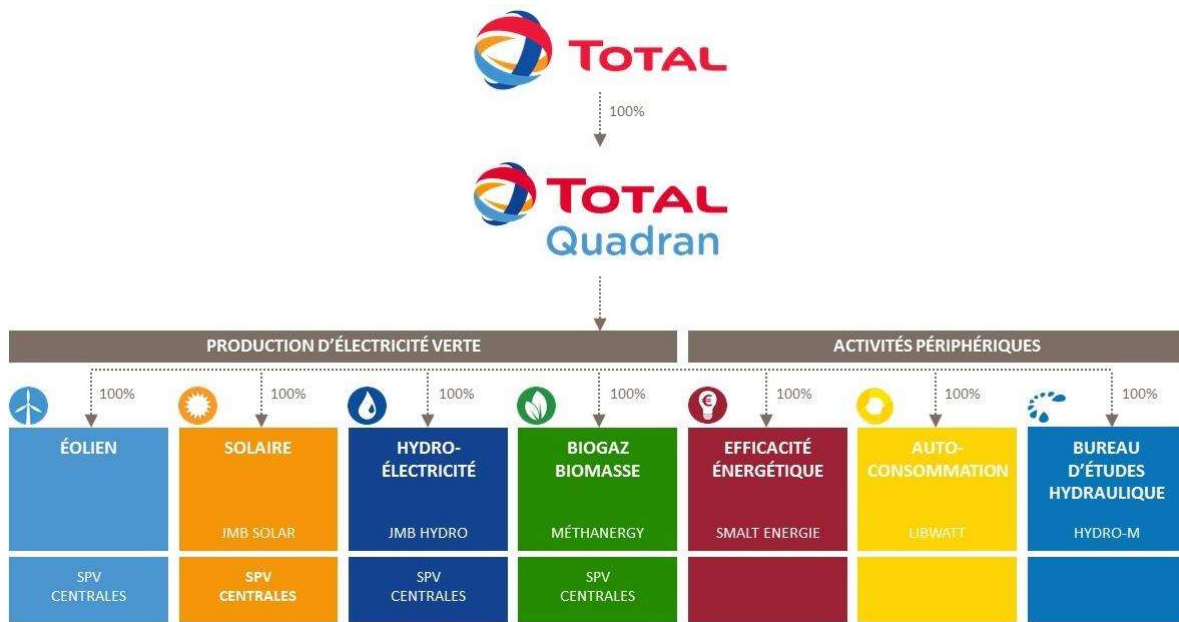 TOTAL
100%
TOTAL
Quadran
PRODUCTION D'ÉLECTRICITÉ VERTE
ACTIVITÉS PÉRIPHÉRIQUES
100%
100%
100%
100%
100%
100%
100%
ÉOLIEN
SPV
CENTRALES
SOLAIRE
JMB SOLAR
SPV
CENTRALES
HYDRO-
ÉLECTRICITÉ
JMB HYDRO
SPV
CENTRALES
BIOGAZ
BIOMASSE
MÉTHANERGY
SPV
CENTRALES
€
EFFICACITÉ
ÉNERGÉTIQUE
SMALT ENERGIE
AUTO-
CONSOMMATION
LIBWATT
BUREAU
D'ÉTUDES
HYDRAULIQUE
HYDRO-M